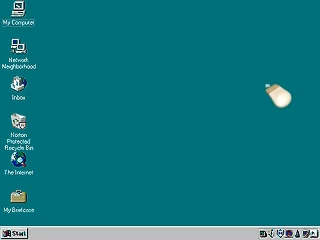 My Computer
Network
Neighborhood
Inbox
Norton
Protected
Recycle Bin
The Internet
My Briefcase
Start